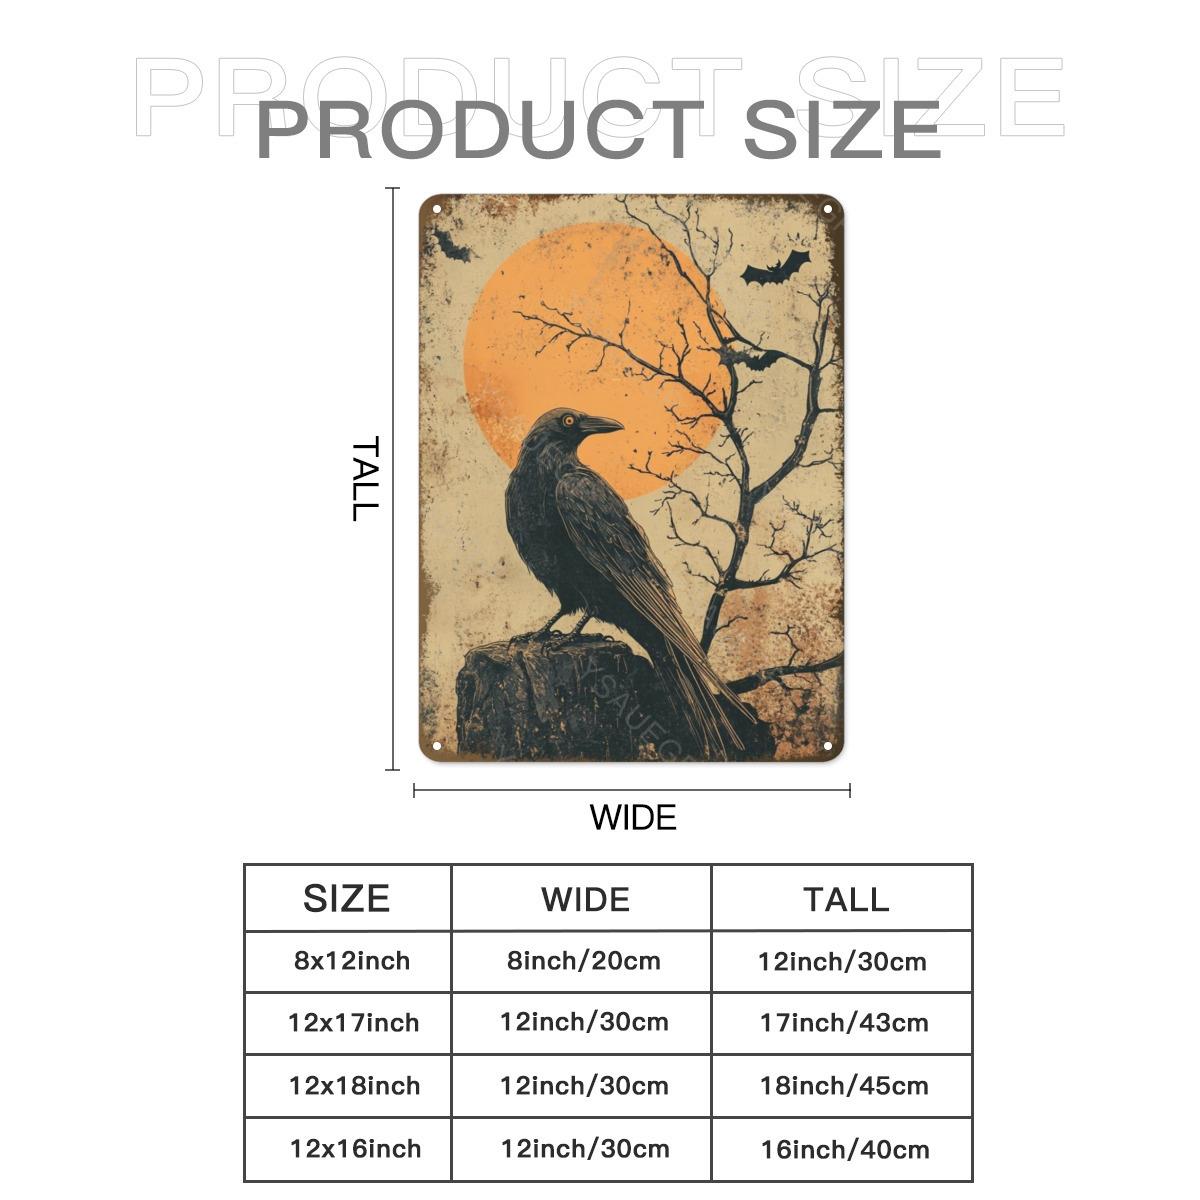 PRODUCT SIZE
PRODUCT SIZE
TALL
WIDE
SIZE WIDE TALL
8x12inch 8inch/20cm 12inch/30cm
12x17inch 12inch/30cm 17inch/43cm
12x18inch 12inch/30cm 18inch/45cm
12x16inch 12inch/30cm 16inch/40cm